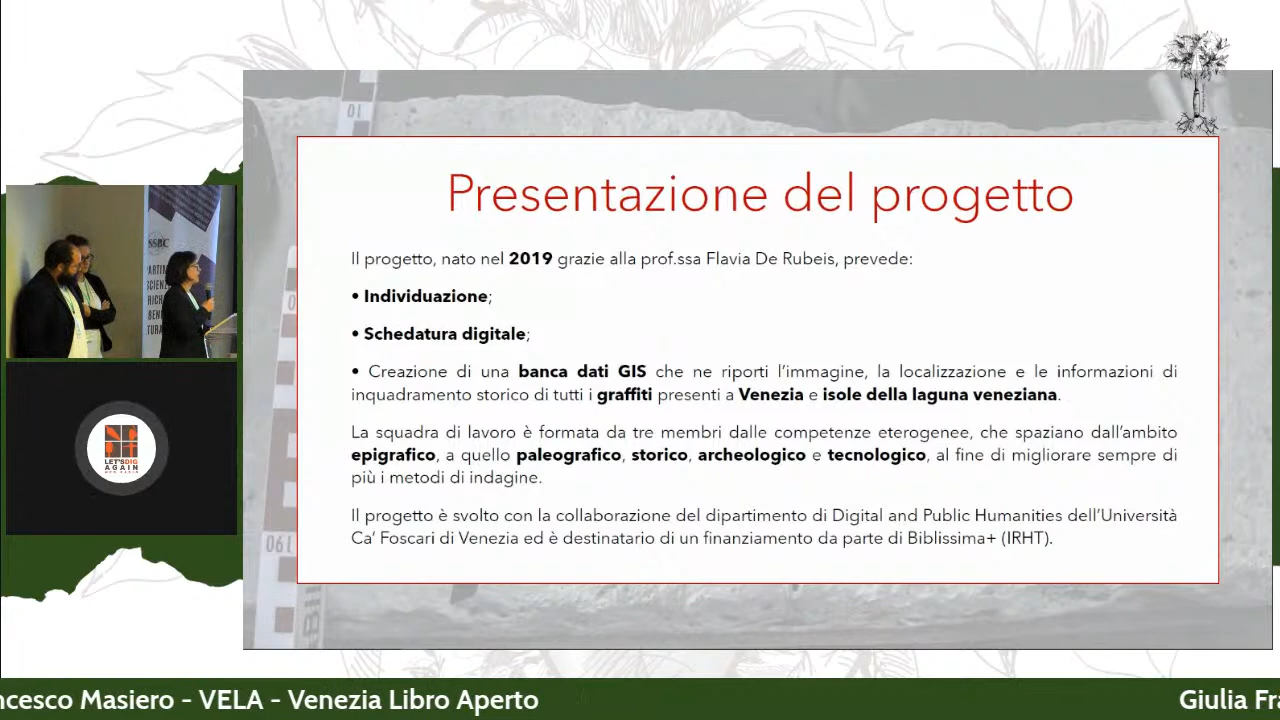 Presentazione del progetto
Il progetto, nato nel 2019 grazie alla prof.ssa Flavia De Rubeis, prevede:
• Individuazione;
• Schedatura digitale;
• Creazione di una banca dati GIS che ne riporti l'immagine, la localizzazione e le informazioni di
inquadramento storico di tutti i graffiti presenti a Venezia e isole della laguna veneziana.
La squadra di lavoro è formata da tre membri dalle competenze eterogenee, che spaziano dall'ambito
epigrafico, a quello paleografico, storico, archeologico e tecnologico, al fine di migliorare sempre di
più i metodi di indagine.
Il progetto è svolto con la collaborazione del dipartimento di Digital and Public Humanities dell'Università
Ca' Foscari di Venezia ed è destinatario di un finanziamento da parte di Biblissima+ (IRHT).
LET'S DIG
AGAIN
ncesco Masiero - VELA - Venezia Libro Aperto
Giulia Fra